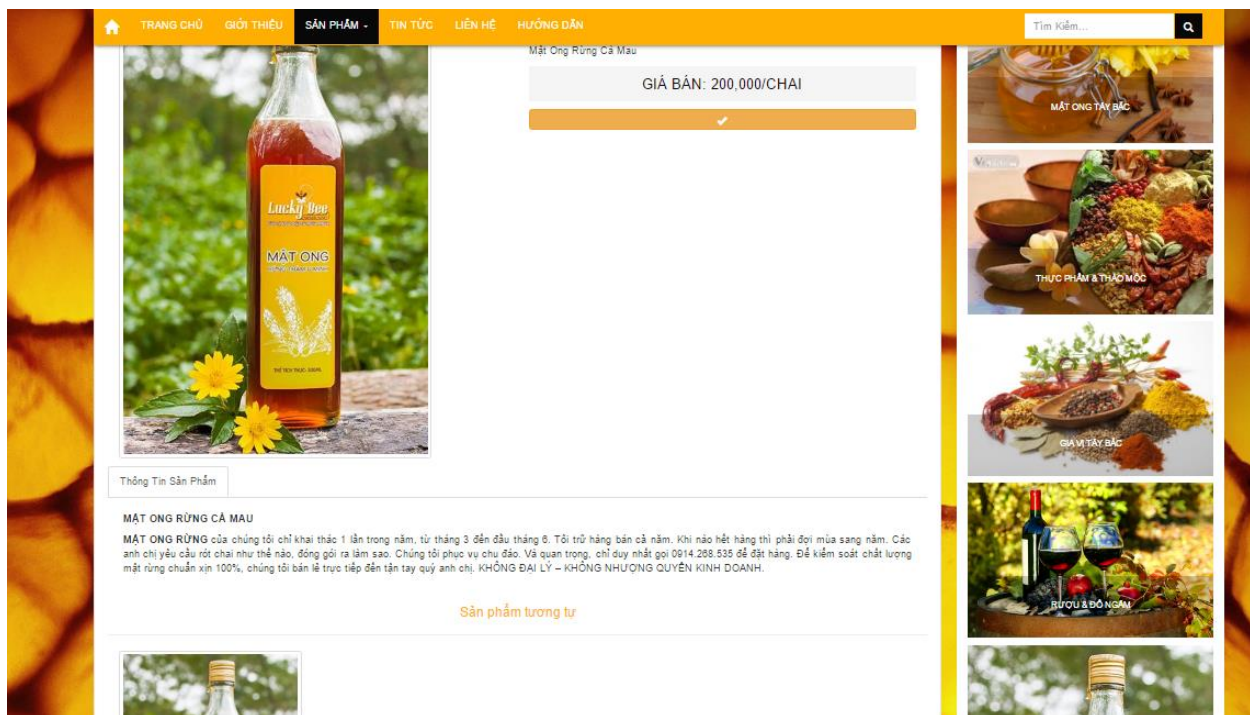 TRANG CHỦ GIỚI THIỆU SẢN PHẨM TIN TỨC LIÊN HỆ HƯỚNG DẪN Tìm Kiếm...
Mật Ong Rừng Cà Mau
GIÁ BÁN: 200,000/CHAI
Lucky Bee
MẬT ONG
Thông Tin Sản Phẩm
MẬT ONG RỪNG CÀ MAU
MẬT ONG RỪNG của chúng tôi chỉ khai thác 1 lần trong năm, từ tháng 3 đến đầu tháng 6. Tôi trữ hàng bán cả năm. Khi nào hết hàng thì phải đợi mùa sang năm. Các
anh chị yêu cầu rót chai như thế nào, đóng gói ra làm sao. Chúng tôi phục vụ chu đáo. Và quan trọng, chỉ duy nhất gọi 0914.268.535 để đặt hàng. Để kiểm soát chất lượng
mật rừng chuẩn xịn 100%, chúng tôi bán lẻ trực tiếp đến tận tay quý anh chị. KHÔNG ĐẠI LÝ – KHÔNG NHƯỢNG QUYỀN KINH DOANH.
Sản phẩm tương tự
MẬT ONG TÂY BẮC
THỰC PHẨM & THẢO MỘC
GIA VỊ TÂY BẮC
RƯỢU & ĐỒ NGÂM